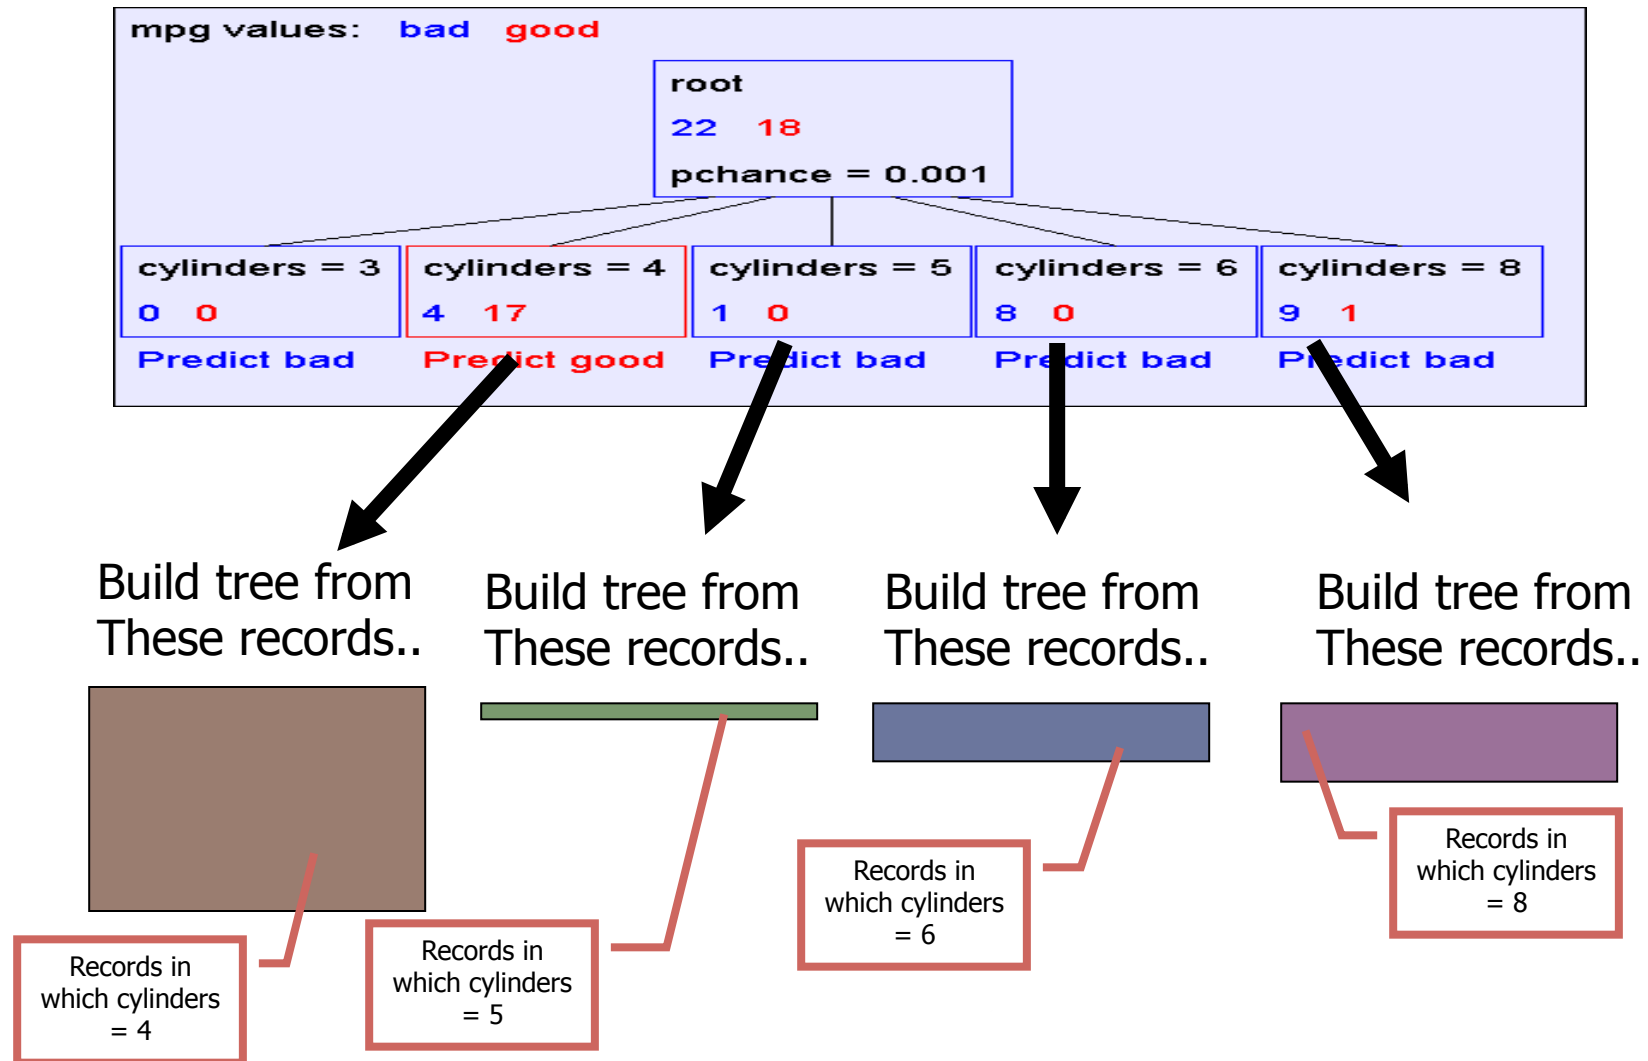 mpg values: bad good
root
22 18
pchance = 0.001
cylinders = 3
0 0
Predict bad
cylinders = 4
4 17
Predict good
cylinders = 5
1 0
Predict bad
cylinders = 6
8 0
Predict bad
cylinders = 8
9 1
Predict bad
Build tree from
These records..
Build tree from
These records..
Build tree from
These records..
Build tree from
These records..
Records in
which cylinders
= 4
Records in
which cylinders
= 5
Records in
which cylinders
= 6
Records in
which cylinders
= 8